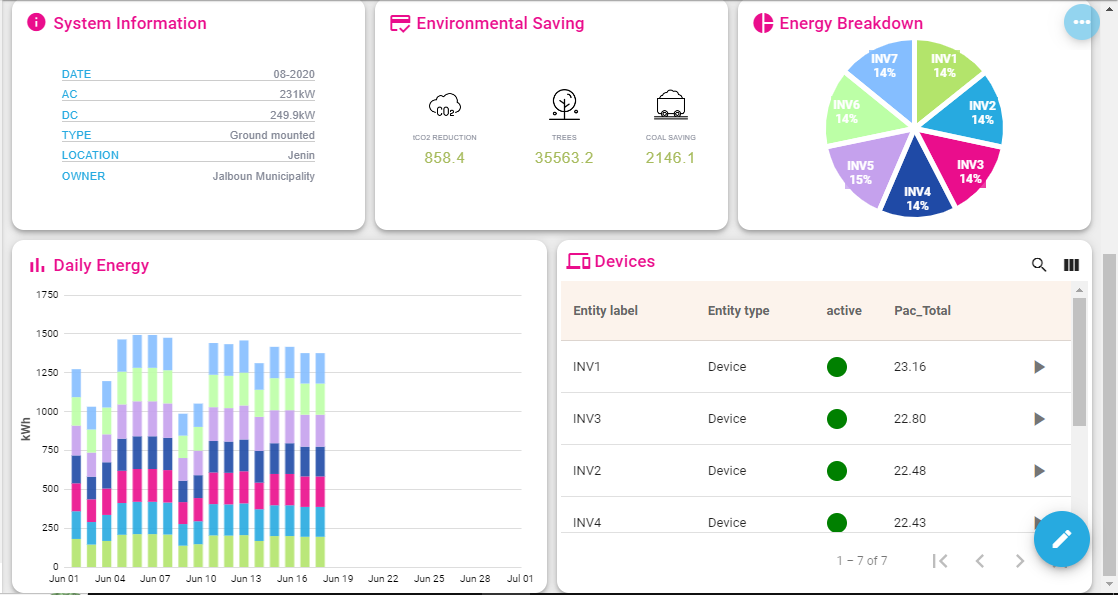 System Information
DATE 08-2020
AC 231kW
DC 249.9kW
TYPE Ground mounted
LOCATION Jenin
OWNER Jalboun Municipality
Environmental Saving
CO2
ICO2 REDUCTION TREES COAL SAVING
858.4 35563.2 2146.1
Energy Breakdown
INV7
14%
INV1
14%
INV6
14%
INV2
14%
INV5
15%
INV3
14%
INV4
14%
Daily Energy
1750
1500
1250
1000
750
500
250
0
kWh
Jun 01 Jun 04 Jun 07 Jun 10 Jun 13 Jun 16 Jun 19 Jun 22 Jun 25 Jun 28 Jul 01
Devices
Entity label Entity type active Pac_Total
INV1 Device 23.16
INV3 Device 22.80
INV2 Device 22.48
INV4 Device 22.43
1 – 7 of 7